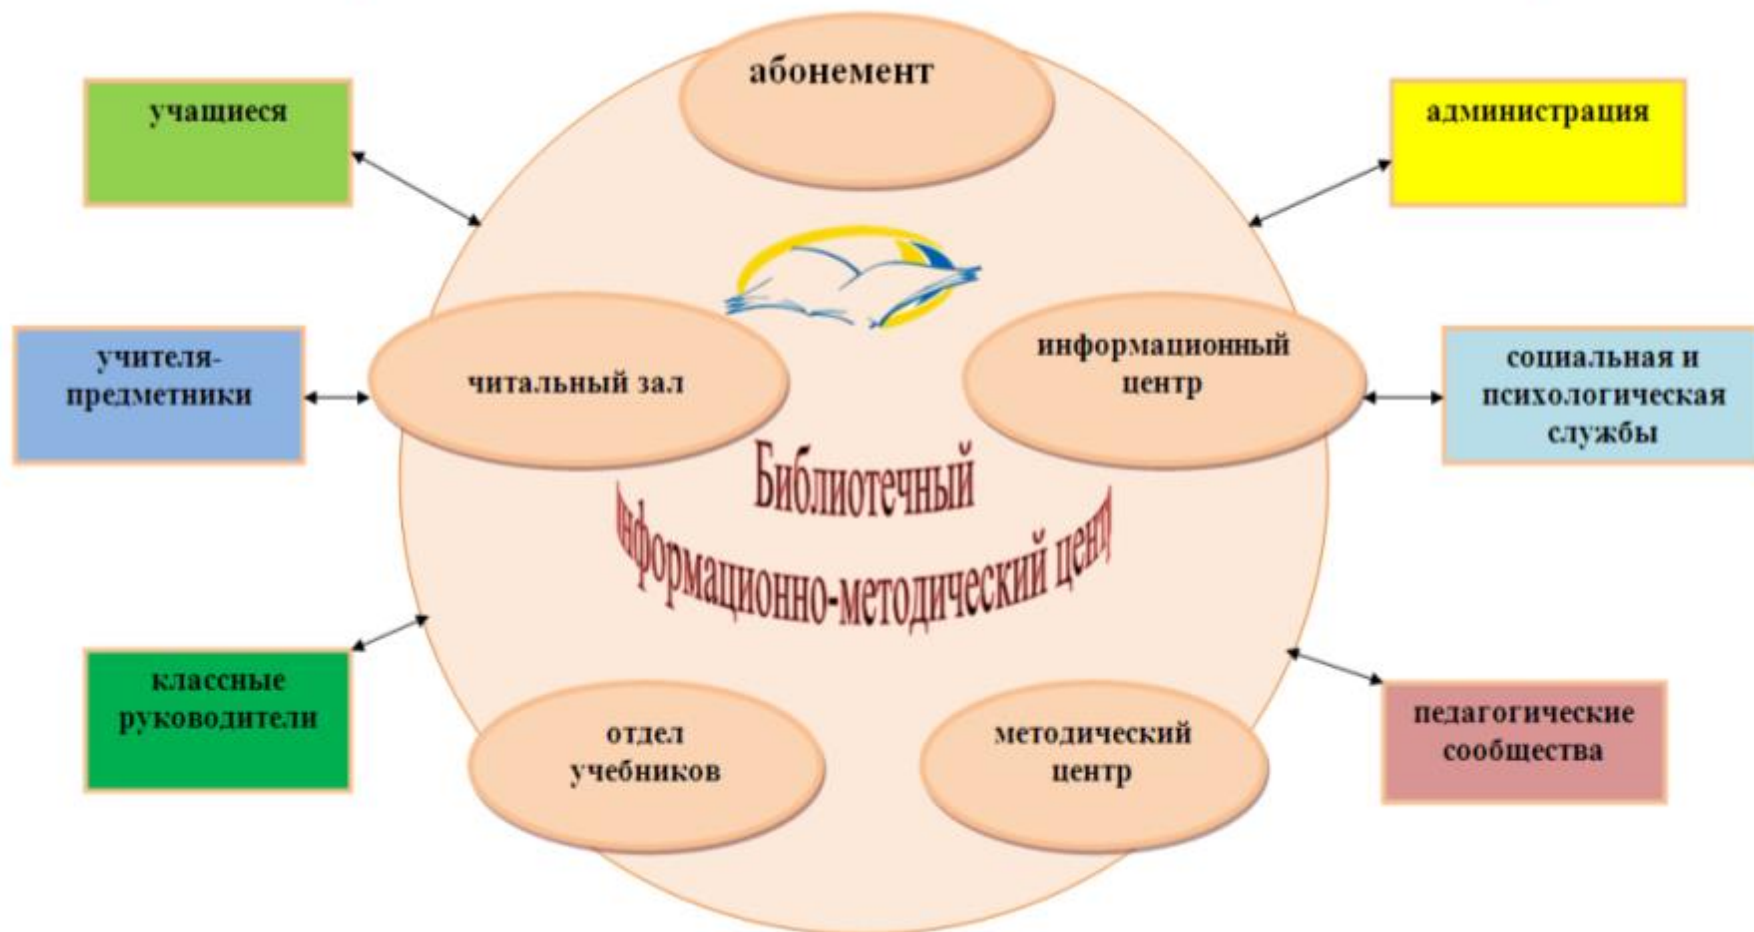 абонемент
учащиеся
администрация
учителя-
предметники
читальный зал
информационный
центр
социальная и
психологическая
службы
Библиотечный
информационно-методический центр
классные
руководители
отдел
учебников
методический
центр
педагогические
сообщества